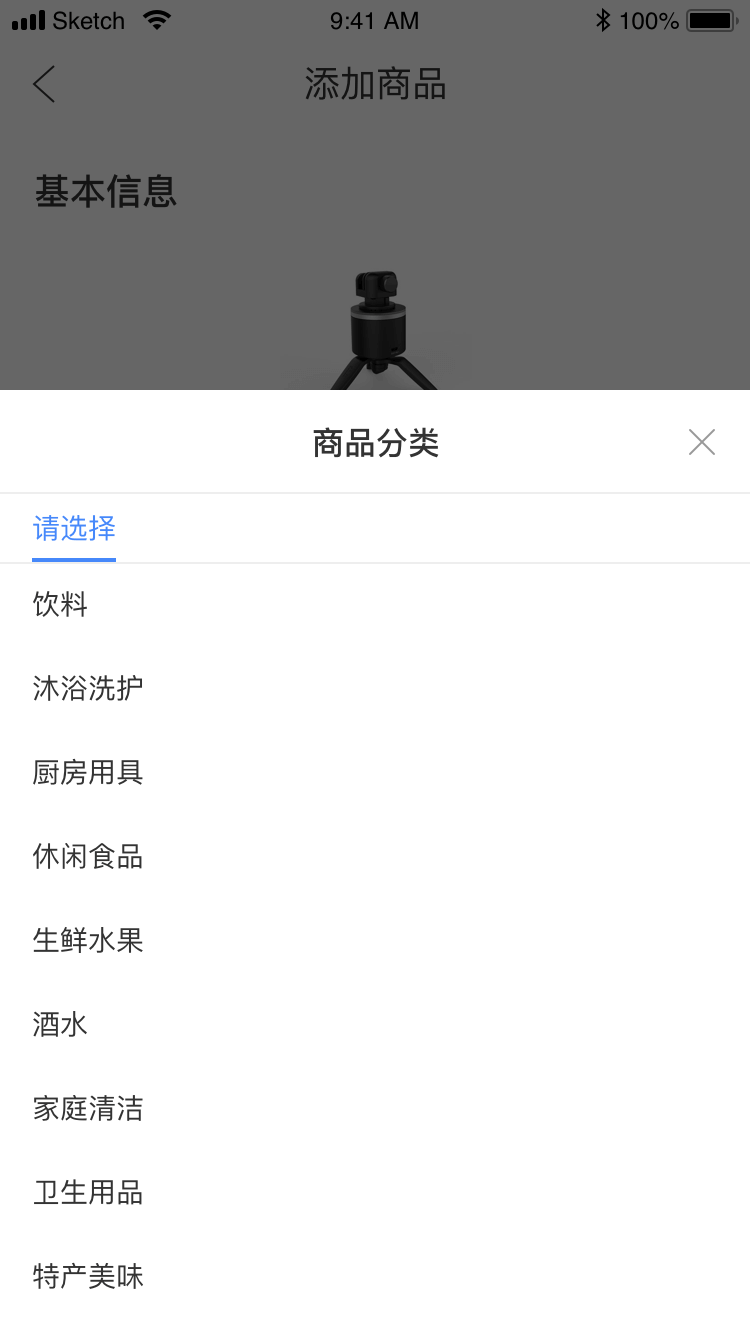 Sketch 9:41 AM 100%
添加商品
基本信息
商品分类
请选择
饮料
沐浴洗护
厨房用具
休闲食品
生鲜水果
酒水
家庭清洁
卫生用品
特产美味